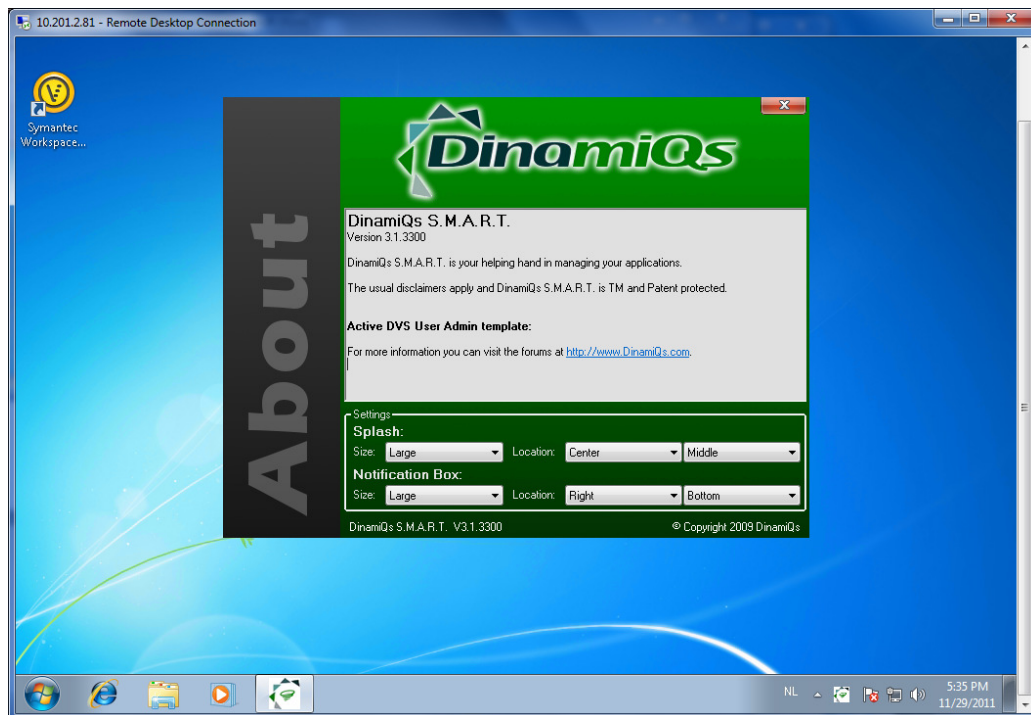 10.201.2.81 - Remote Desktop Connection
Symantec
Workspace...
About
DinamiQs
DinamiQs S.M.A.R.T.
Version 3.1.3300
DinamiQs S.M.A.R.T. is your helping hand in managing your applications.
The usual disclaimers apply and DinamiQs S.M.A.R.T. is TM and Patent protected.
Active DVS User Admin template:
For more information you can visit the forums at http://www.DinamiQs.com.
Settings
Splash:
Size: Large Location: Center Middle
Notification Box:
Size: Large Location: Right Bottom
DinamiQs S.M.A.R.T. V3.1.3300 © Copyright 2009 DinamiQs
NL
5:35 PM
11/29/2011